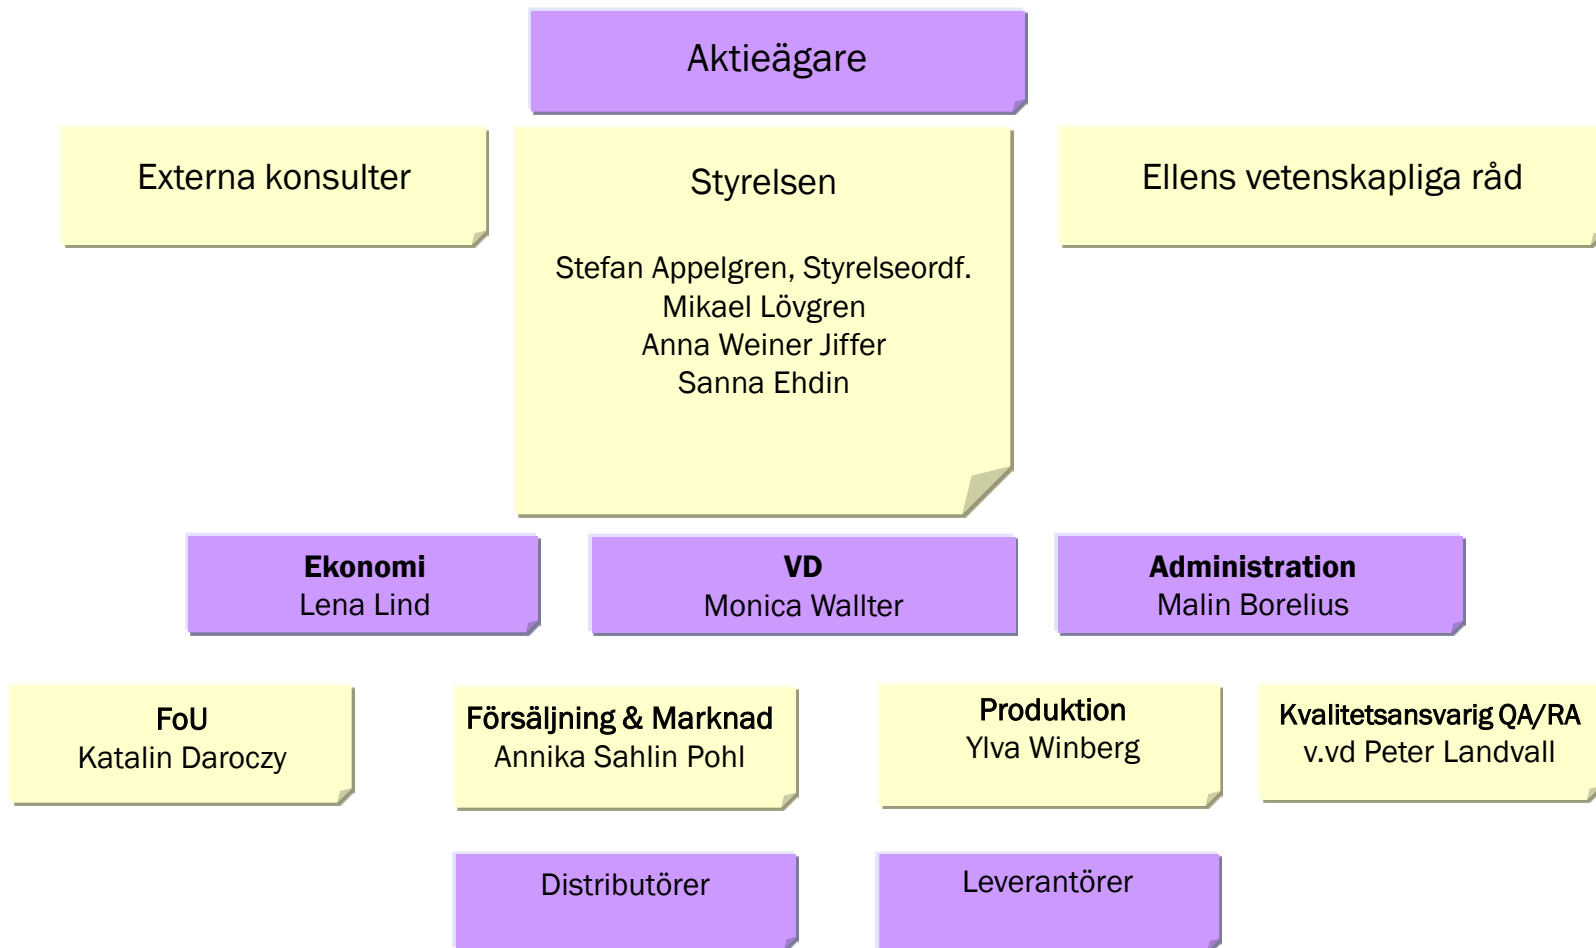 Aktieägare
Externa konsulter
Styrelsen
Stefan Appelgren, Styrelseordf.
Mikael Lövgren
Anna Weiner Jiffer
Sanna Ehdin
Ellens vetenskapliga råd
Ekonomi
Lena Lind
VD
Monica Wallter
Administration
Malin Borelius
FoU
Katalin Daroczy
Försäljning & Marknad
Annika Sahlin Pohl
Produktion
Ylva Winberg
Kvalitetsansvarig QA/RA
v.vd Peter Landvall
Distributörer
Leverantörer